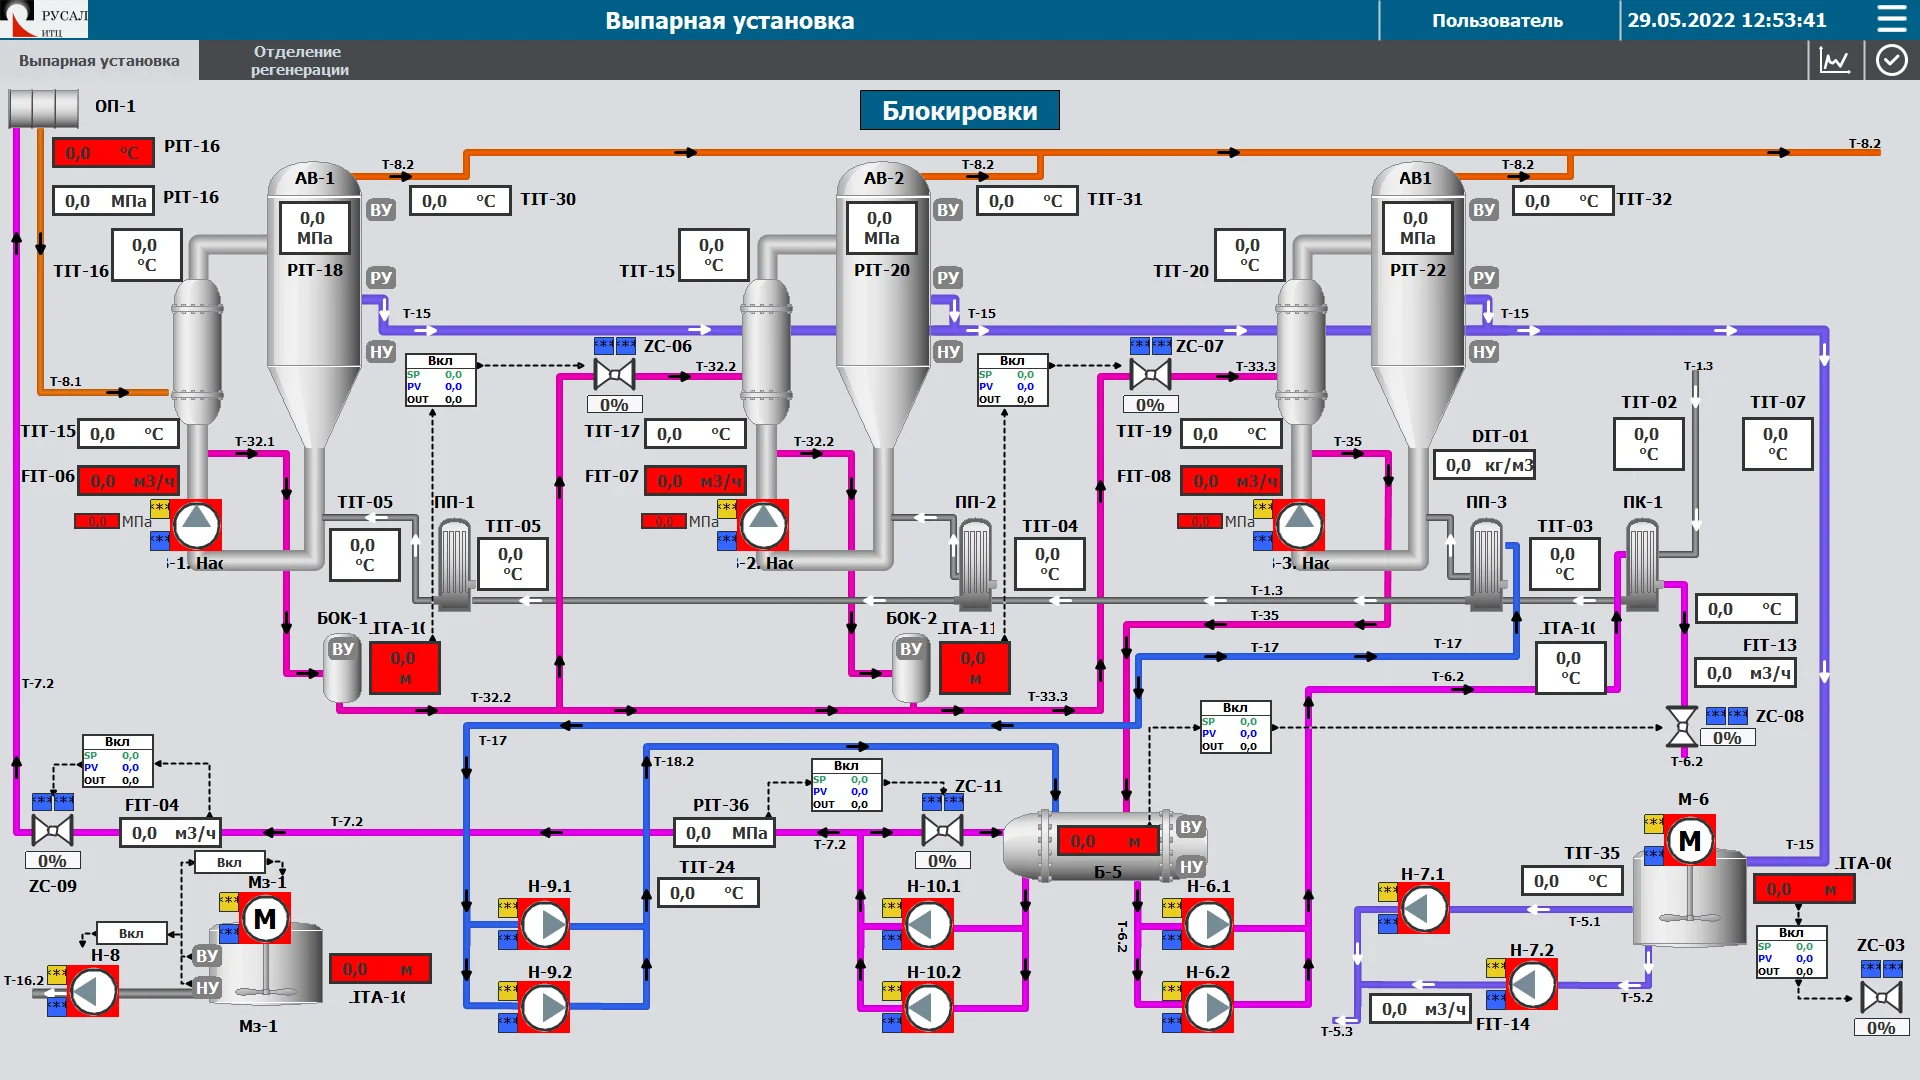 РУСАЛ
ИТЦ
Выпарная установка
Пользователь
29.05.2022 12:53:41
Выпарная установка
Отделение
регенерации
Блокировки
ОП-1
0,0 °C
PIT-16
0,0 МПа
PIT-16
T-8.2
T-8.2
T-8.2
T-8.2
АВ-1
ВУ
0,0 °C
TIT-30
АВ-2
ВУ
0,0 °C
TIT-31
АВ1
ВУ
0,0 °C
TIT-32
0,0
МПа
PIT-18
0,0
МПа
PIT-20
0,0
МПа
PIT-22
TIT-16
0,0
°C
TIT-15
0,0
°C
TIT-20
0,0
°C
РУ
РУ
РУ
T-15
T-15
T-15
НУ
НУ
НУ
Вкл
SP 0,0
PV 0,0
OUT 0,0
ZC-06
0%
T-32.2
Вкл
SP 0,0
PV 0,0
OUT 0,0
ZC-07
0%
T-33.3
T-1.3
T-8.1
TIT-15
0,0 °C
T-32.1
TIT-17
0,0 °C
T-32.2
TIT-19
0,0 °C
T-35
DIT-01
0,0 кг/м3
TIT-02
0,0
°C
TIT-07
0,0
°C
FIT-06
0,0 м3/ч
FIT-07
0,0 м3/ч
FIT-08
0,0 м3/ч
0,0 МПа
0,0 МПа
0,0 МПа
TIT-05
0,0
°C
ПП-1
TIT-05
0,0
°C
ПП-2
TIT-04
0,0
°C
ПП-3
TIT-03
0,0
°C
ПК-1
-1. Нас
-2. Нас
-3. Нас
T-1.3
T-35
0,0 °C
БОК-1
ВУ
ITA-10
0,0
м
БОК-2
ВУ
ITA-11
0,0
м
T-17
T-17
ITA-10
0,0
°C
FIT-13
0,0 м3/ч
T-7.2
T-32.2
T-33.3
T-6.2
Вкл
SP 0,0
PV 0,0
OUT 0,0
ZC-08
0%
T-6.2
T-17
T-18.2
Вкл
SP 0,0
PV 0,0
OUT 0,0
Вкл
SP 0,0
PV 0,0
OUT 0,0
ZC-11
0%
FIT-04
0,0 м3/ч
T-7.2
PIT-36
0,0 МПа
T-7.2
0%
ZC-09
0,0 м
ВУ
НУ
Б-5
М-6
M
T-15
ITA-06
0,0 м
TIT-35
0,0 °C
TIT-24
0,0 °C
Вкл
Мз-1
M
Вкл
Н-8
T-16.2
ВУ
НУ
0,0 м
ITA-16
Мз-1
Н-9.1
Н-9.2
Н-10.1
Н-10.2
T-6.2
Н-6.1
Н-6.2
Н-7.1
T-5.1
Н-7.2
T-5.2
0,0 м3/ч
FIT-14
T-5.3
Вкл
SP 0,0
PV 0,0
OUT 0,0
ZC-03
0%